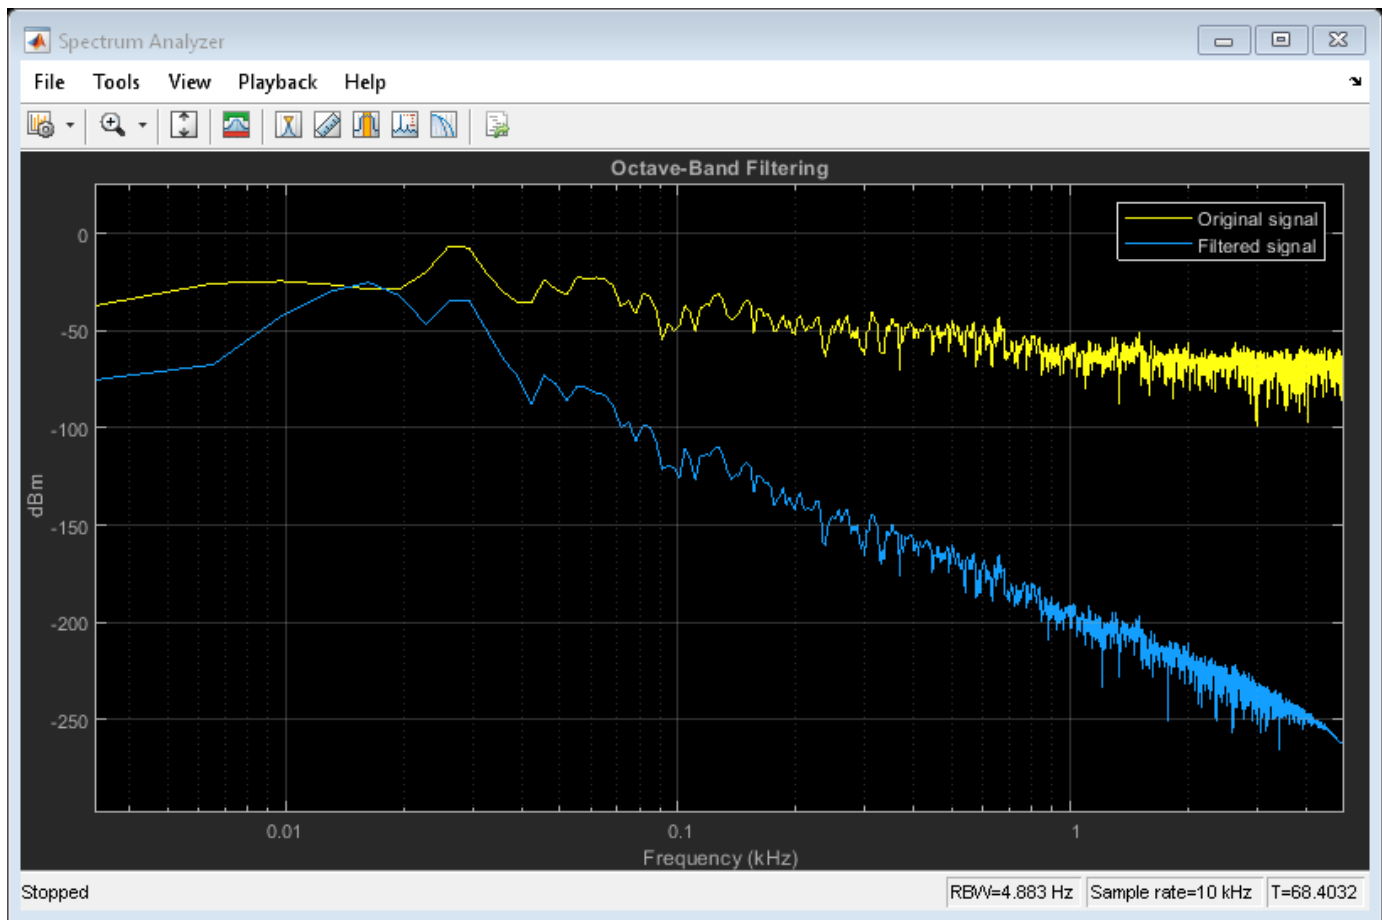 Spectrum Analyzer
File Tools View Playback Help
Octave-Band Filtering
Original signal
Filtered signal
0
-50
-100
-150
-200
-250
dBm
0.01 0.1 1
Frequency (kHz)
Stopped RBW=4.883 Hz Sample rate=10 kHz T=68.4032